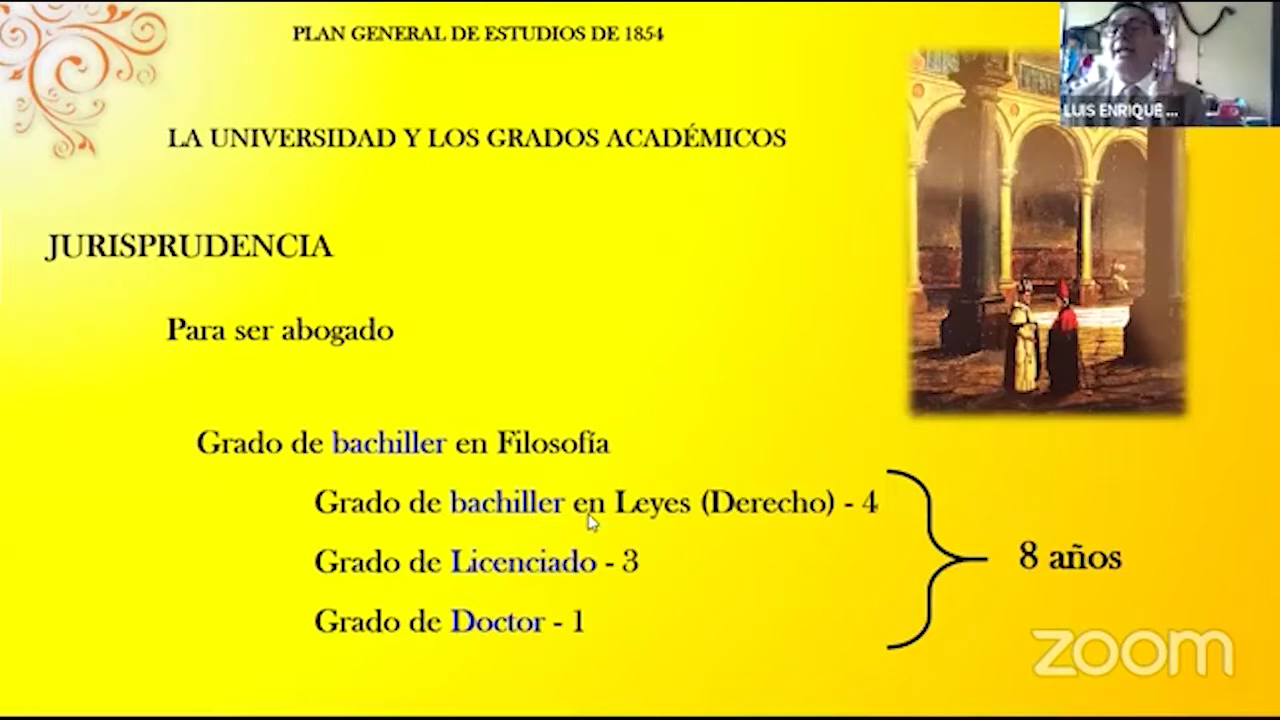 PLAN GENERAL DE ESTUDIOS DE 1854
LUIS ENRIQUE ...
LA UNIVERSIDAD Y LOS GRADOS ACADÉMICOS
JURISPRUDENCIA
Para ser abogado
Grado de bachiller en Filosofía
Grado de bachiller en Leyes (Derecho) - 4
Grado de Licenciado - 3
8 años
Grado de Doctor - 1
zoom